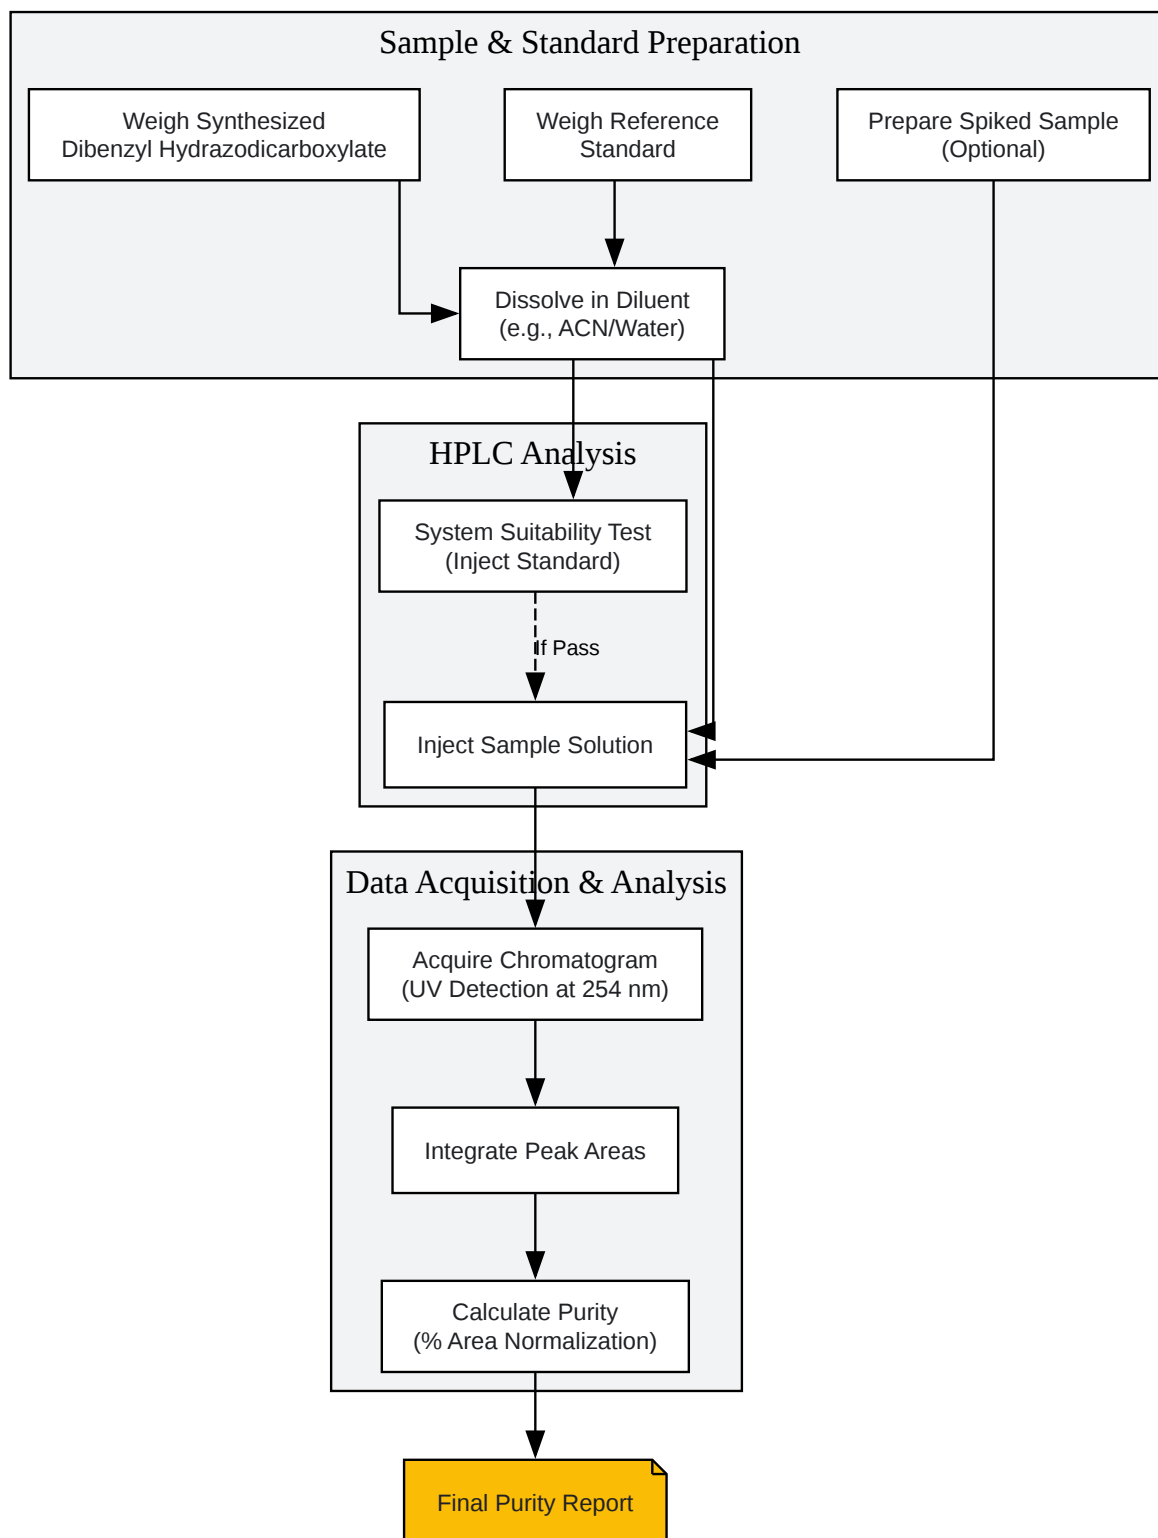 Sample & Standard Preparation
Weigh Synthesized
Dibenzyl Hydrazodicarboxylate
Weigh Reference
Standard
Prepare Spiked Sample
(Optional)
Dissolve in Diluent
(e.g., ACN/Water)
HPLC Analysis
System Suitability Test
(Inject Standard)
If Pass
Inject Sample Solution
Data Acquisition & Analysis
Acquire Chromatogram
(UV Detection at 254 nm)
Integrate Peak Areas
Calculate Purity
(% Area Normalization)
Final Purity Report